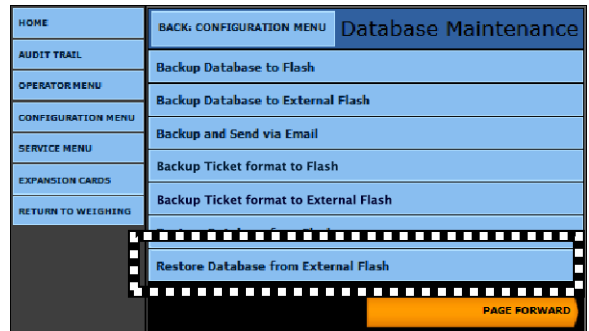 HOME
AUDIT TRAIL
OPERATOR MENU
CONFIGURATION MENU
SERVICE MENU
EXPANSION CARDS
RETURN TO WEIGHING
BACK: CONFIGURATION MENU
Database Maintenance
Backup Database to Flash
Backup Database to External Flash
Backup and Send via Email
Backup Ticket format to Flash
Backup Ticket format to External Flash
Restore Database from External Flash
PAGE FORWARD